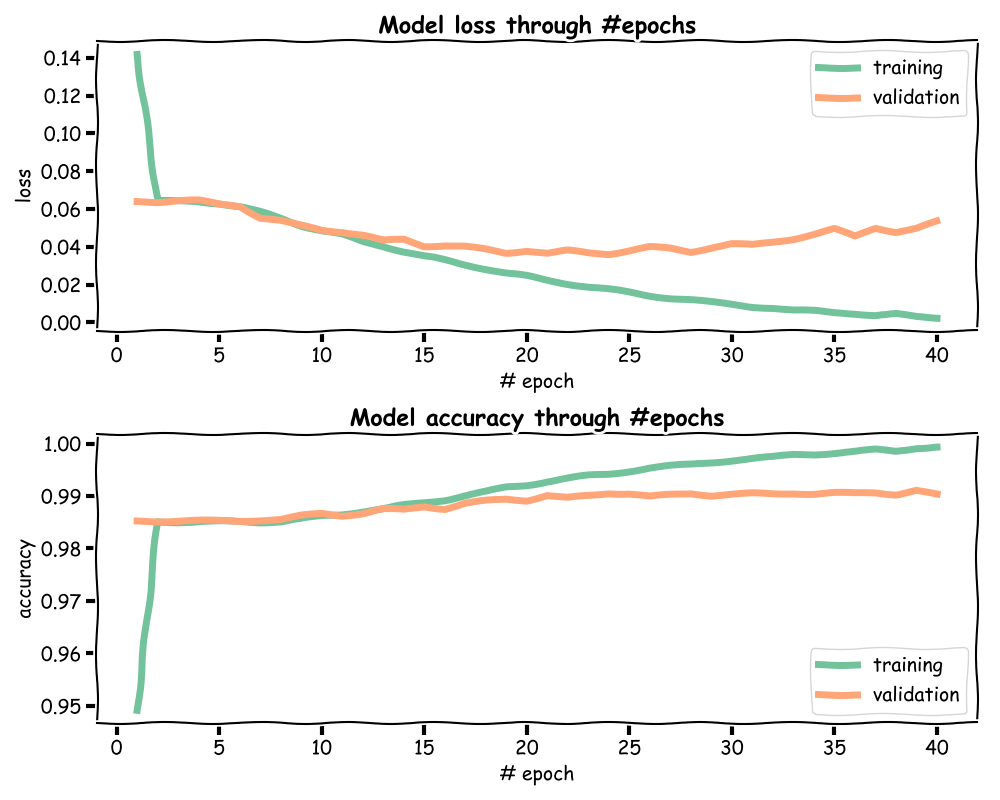 Model loss through #epochs
0.14
0.12
0.10
0.08
0.06
0.04
0.02
0.00
loss
training
validation
0 5 10 15 20 25 30 35 40
# epoch
Model accuracy through #epochs
1.00
0.99
0.98
0.97
0.96
0.95
accuracy
training
validation
0 5 10 15 20 25 30 35 40
# epoch